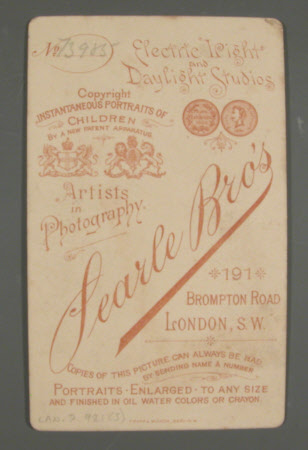 No 73983
Electric Light
and
Daylight Studios
Copyright
INSTANTANEOUS PORTRAITS OF
CHILDREN
BY A NEW PATENT APPARATUS.
Artists
in
Photography.
Searle Bro's
191
BROMPTON ROAD
LONDON, S.W.
COPIES OF THIS PICTURE CAN ALWAYS BE HAD
BY SENDING NAME & NUMBER
PORTRAITS - ENLARGED - TO ANY SIZE
AND FINISHED IN OIL WATER COLORS OR CRAYON.